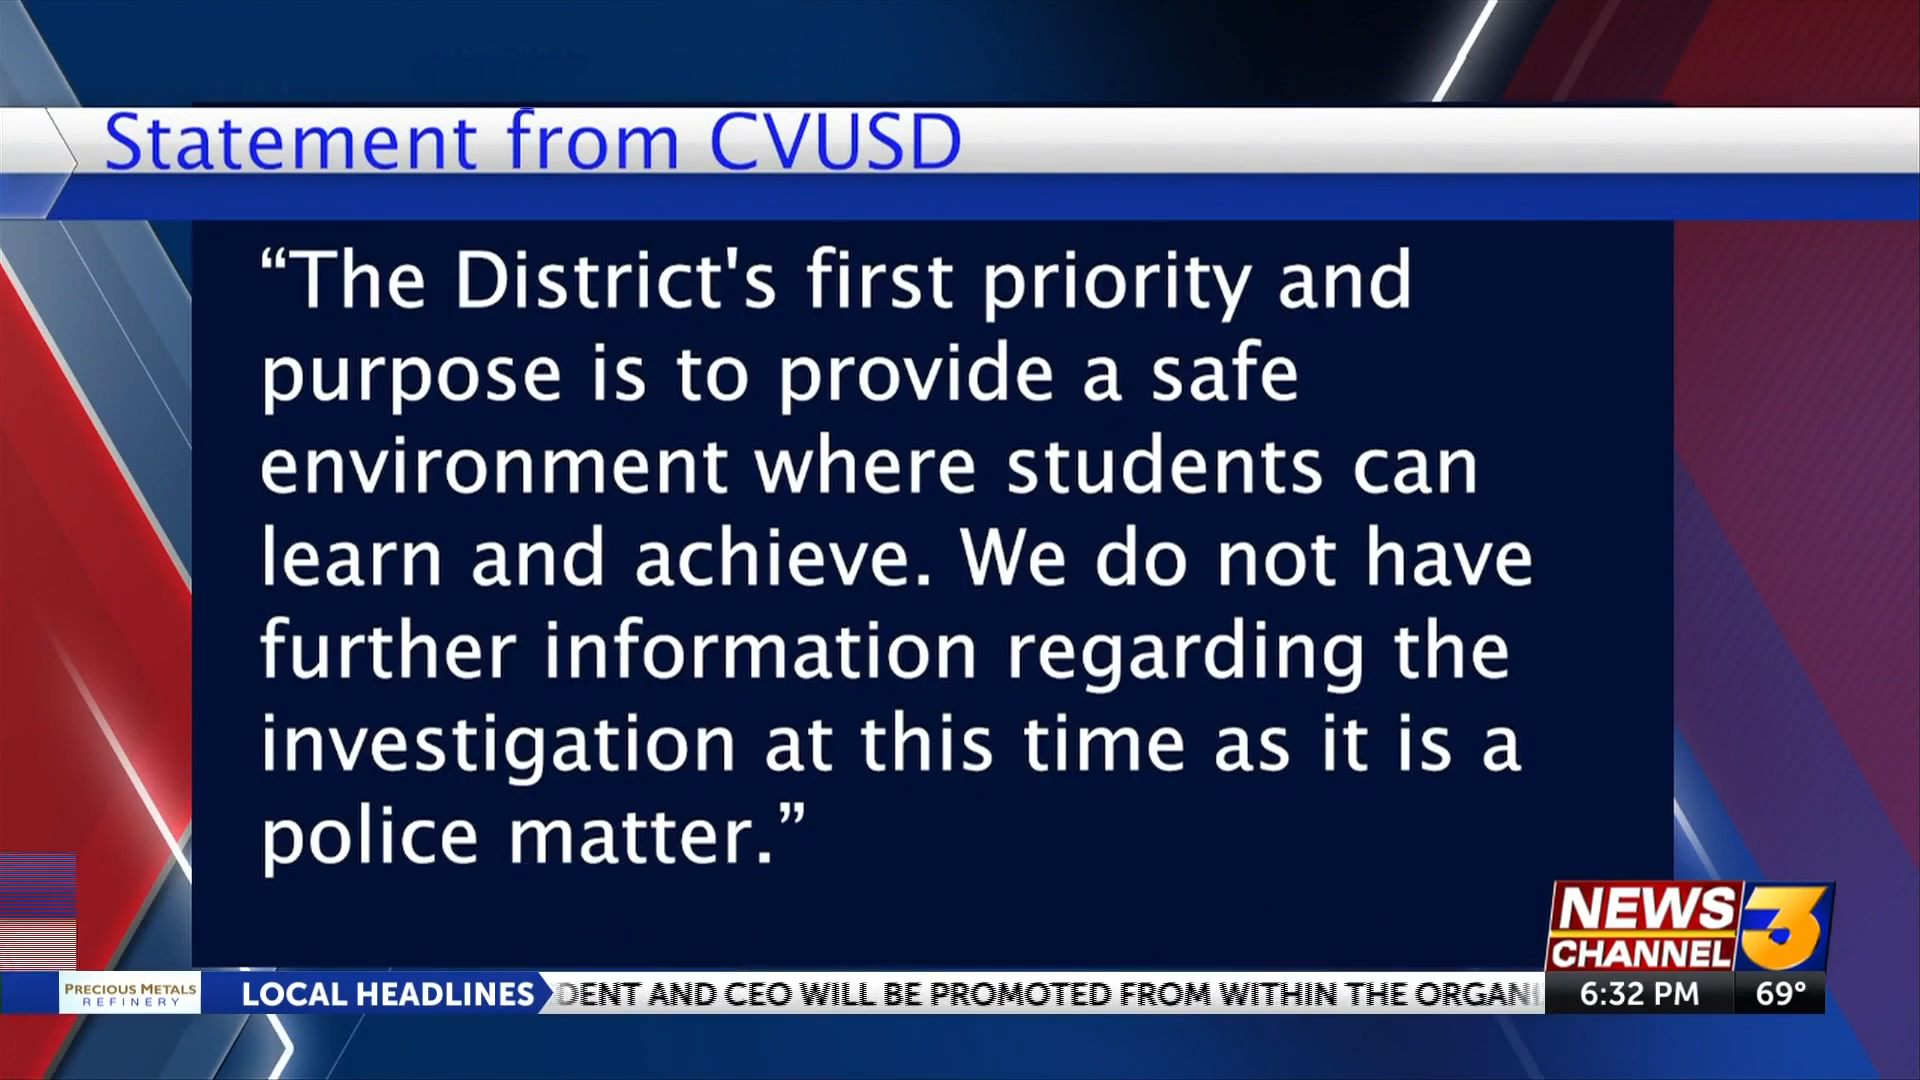 Statement from CVUSD
“The District's first priority and
purpose is to provide a safe
environment where students can
learn and achieve. We do not have
further information regarding the
investigation at this time as it is a
police matter.”
NEWS
CHANNEL 3
PRECIOUS METALS
REFINERY
LOCAL HEADLINES
DENT AND CEO WILL BE PROMOTED FROM WITHIN THE ORGANI
6:32 PM
69°